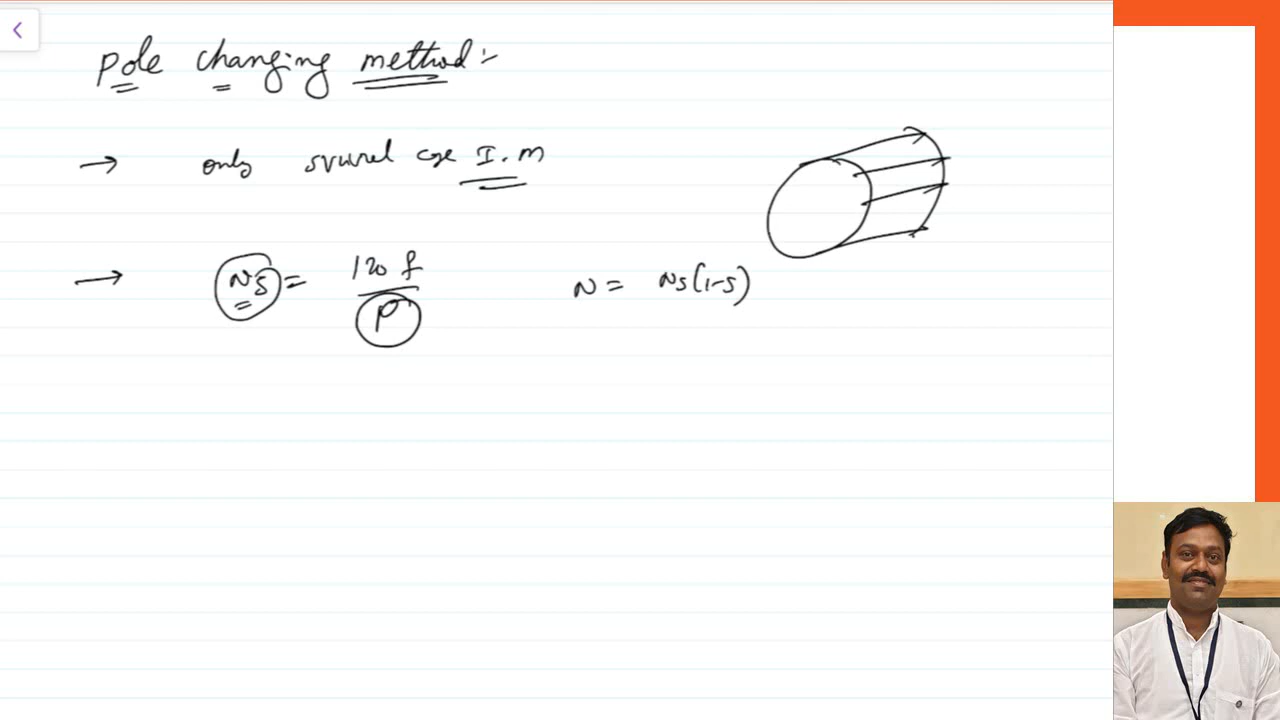 Pole changing method :-
→ only squirrel cage I.M
→ Ns = 120 f / P N = Ns(1-s)